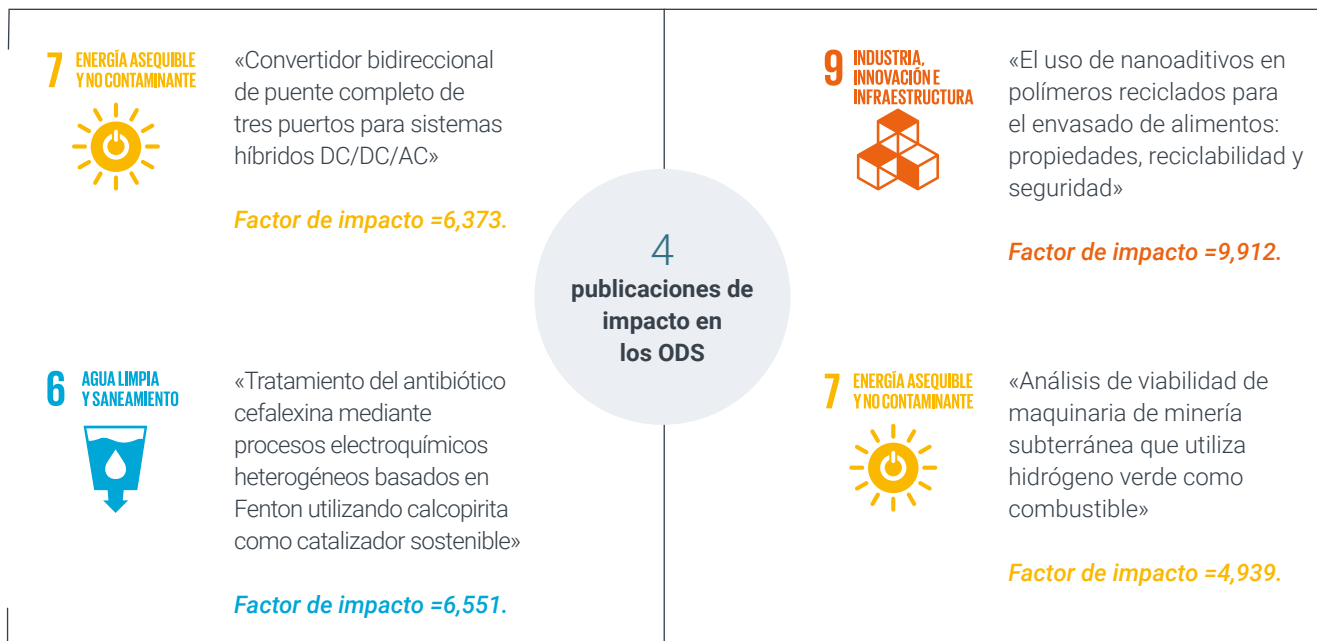 7 ENERGÍA ASEQUIBLE
Y NO CONTAMINANTE
«Convertidor bidireccional
de puente completo de
tres puertos para sistemas
híbridos DC/DC/AC»
Factor de impacto =6,373.
9 INDUSTRIA,
INNOVACIÓN E
INFRAESTRUCTURA
«El uso de nanoaditivos en
polímeros reciclados para
el envasado de alimentos:
propiedades, reciclabilidad y
seguridad»
Factor de impacto =9,912.
4
publicaciones de
impacto en
los ODS
6 AGUA LIMPIA
Y SANEAMIENTO
«Tratamiento del antibiótico
cefalexina mediante
procesos electroquímicos
heterogéneos basados en
Fenton utilizando calcopirita
como catalizador sostenible»
Factor de impacto =6,551.
7 ENERGÍA ASEQUIBLE
Y NO CONTAMINANTE
«Análisis de viabilidad de
maquinaria de minería
subterránea que utiliza
hidrógeno verde como
combustible»
Factor de impacto =4,939.